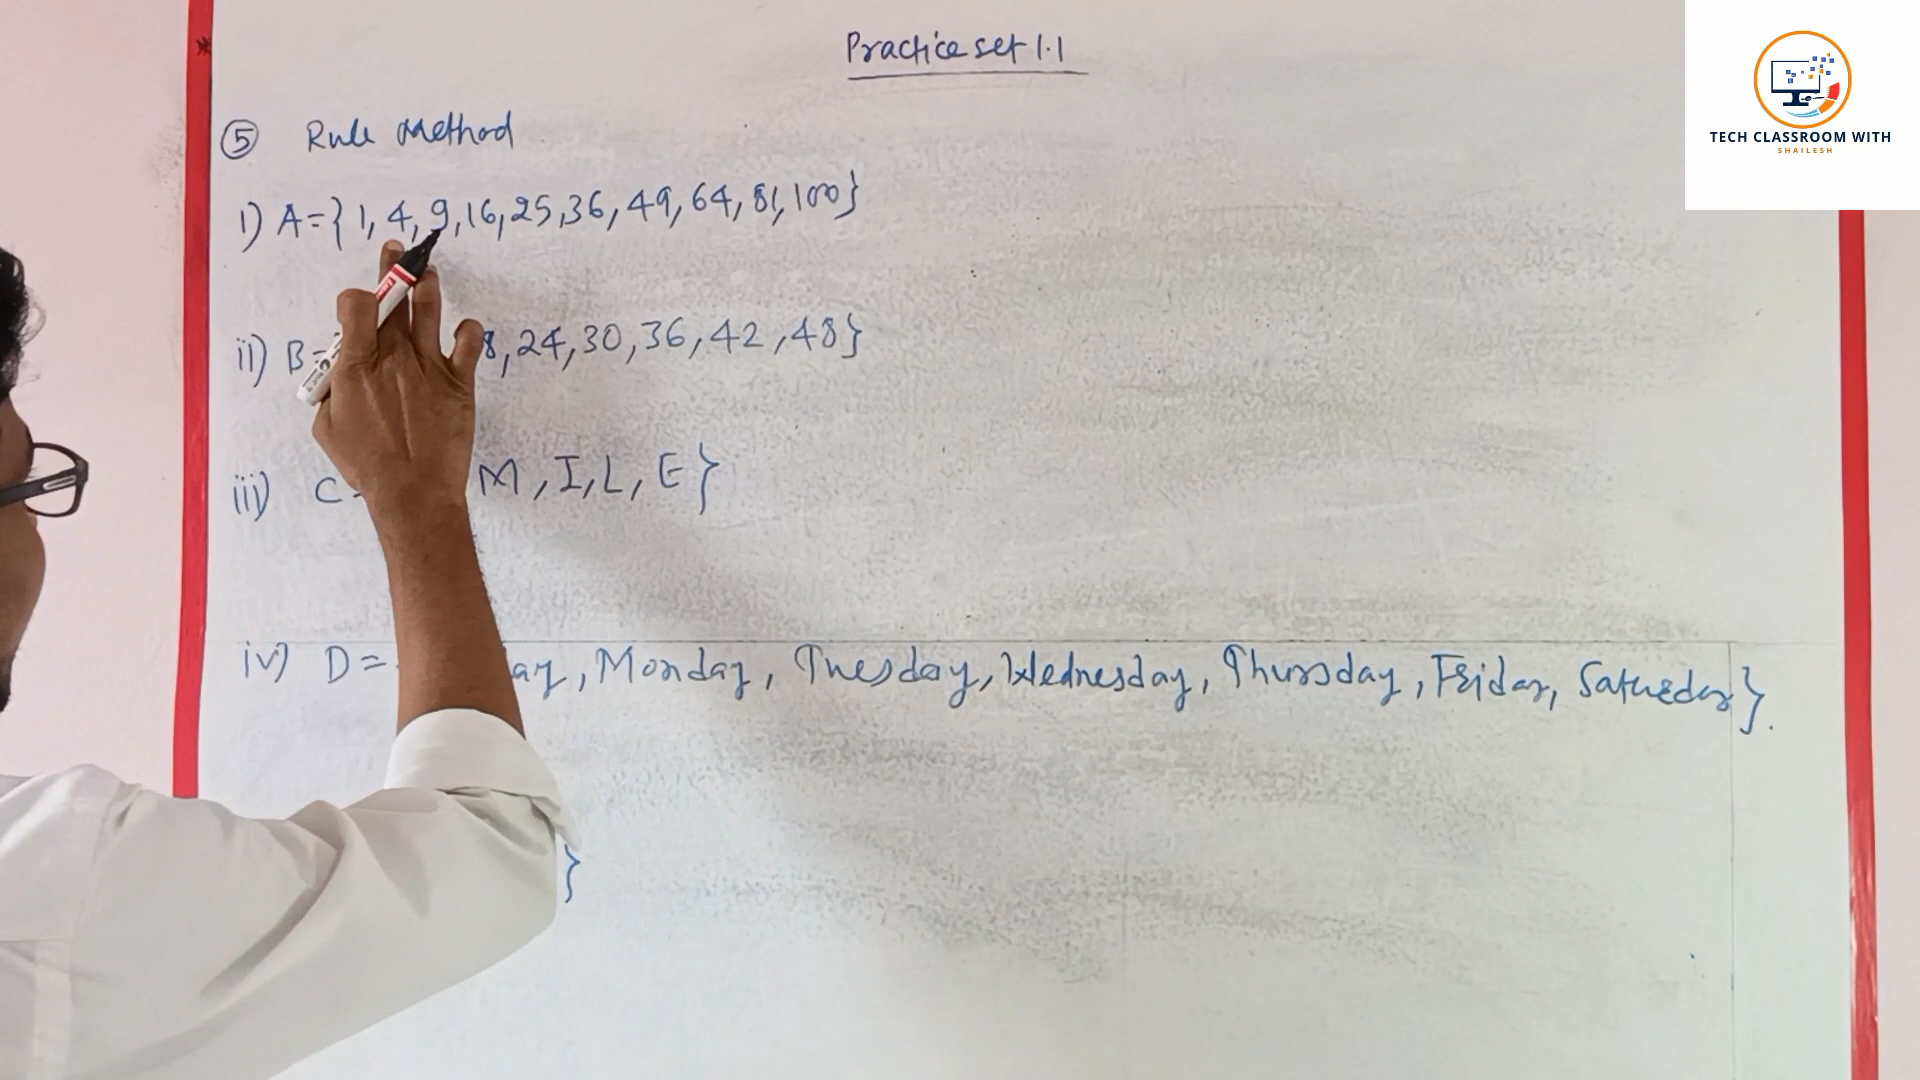 Practice set 1.1
TECH CLASSROOM WITH
SHAILESH
5 Rule Method
i) A={1,4,9,16,25,36,49,64,81,100}
ii) B= 8,24,30,36,42,48}
iii) C M,I,L,E}
iv) D= ay, Monday, Tuesday, Wednesday, Thursday, Friday, Saturday}.
}